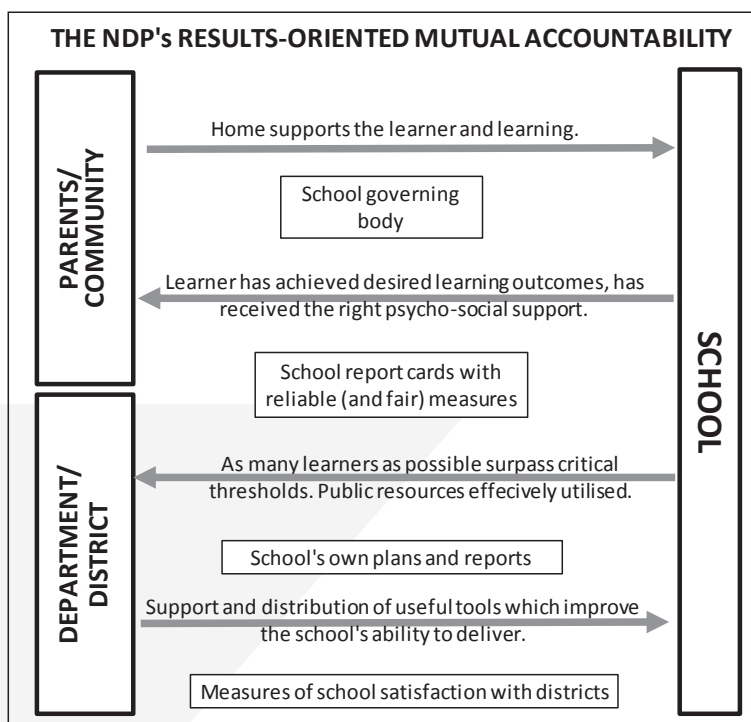 THE NDP's RESULTS-ORIENTED MUTUAL ACCOUNTABILITY
PARENTS/
COMMUNITY
Home supports the learner and learning.
School governing
body
Learner has achieved desired learning outcomes, has
received the right psycho-social support.
School report cards with
reliable (and fair) measures
SCHOOL
DEPARTMENT/
DISTRICT
As many learners as possible surpass critical
thresholds. Public resources effecively utilised.
School's own plans and reports
Support and distribution of useful tools which improve
the school's ability to deliver.
Measures of school satisfaction with districts